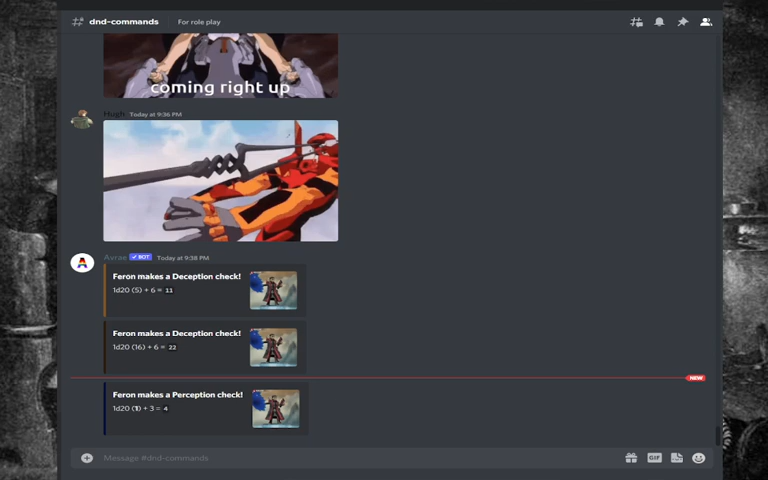 dnd-commands For role play
coming right up
Hugh Today at 9:36 PM
Avrae BOT Today at 9:38 PM
Feron makes a Deception check!
1d20 (5) + 6 = 11
Feron makes a Deception check!
1d20 (16) + 6 = 22
NEW
Feron makes a Perception check!
1d20 (1) + 3 = 4
Message #dnd-commands
GIF